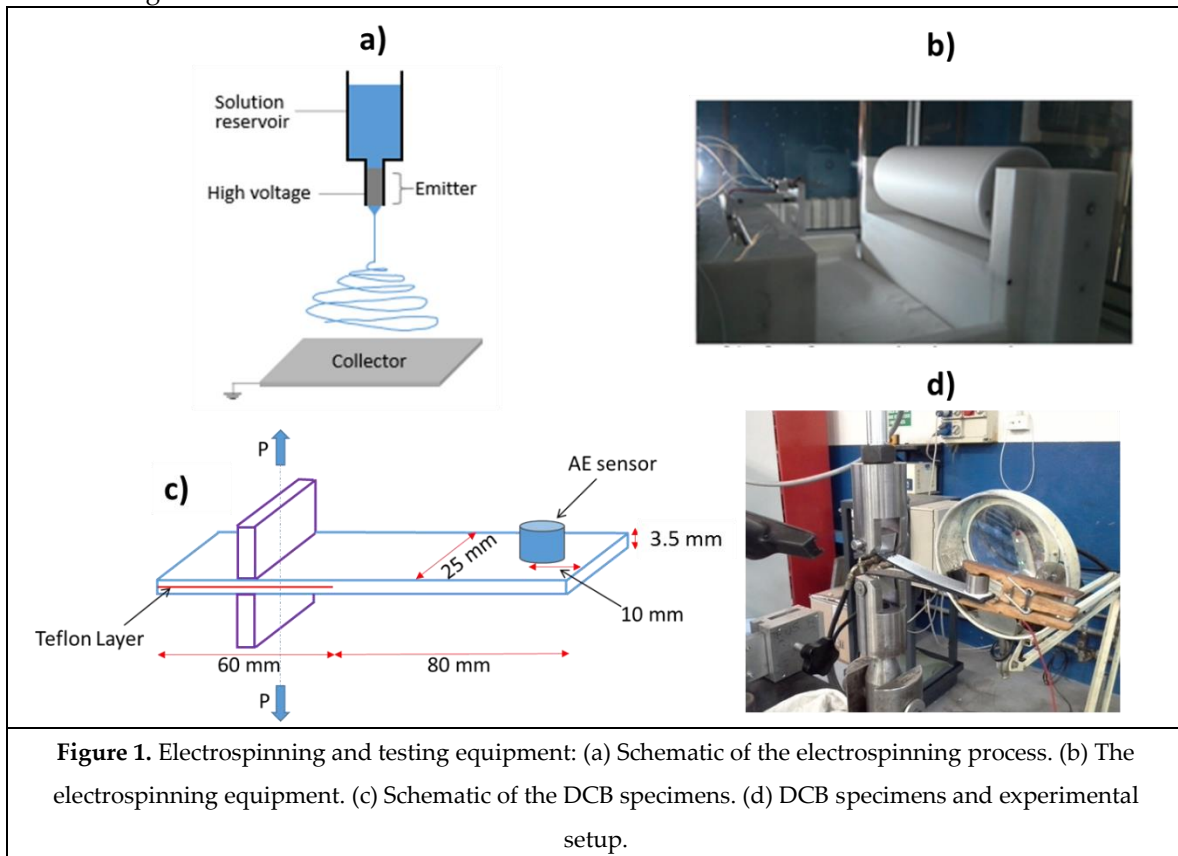 a)
Solution
reservoir
High voltage
Emitter
Collector
b)
c)
P
AE sensor
25 mm
3.5 mm
10 mm
Teflon Layer
60 mm
80 mm
P
d)
Figure 1. Electrospinning and testing equipment: (a) Schematic of the electrospinning process. (b) The
electrospinning equipment. (c) Schematic of the DCB specimens. (d) DCB specimens and experimental
setup.